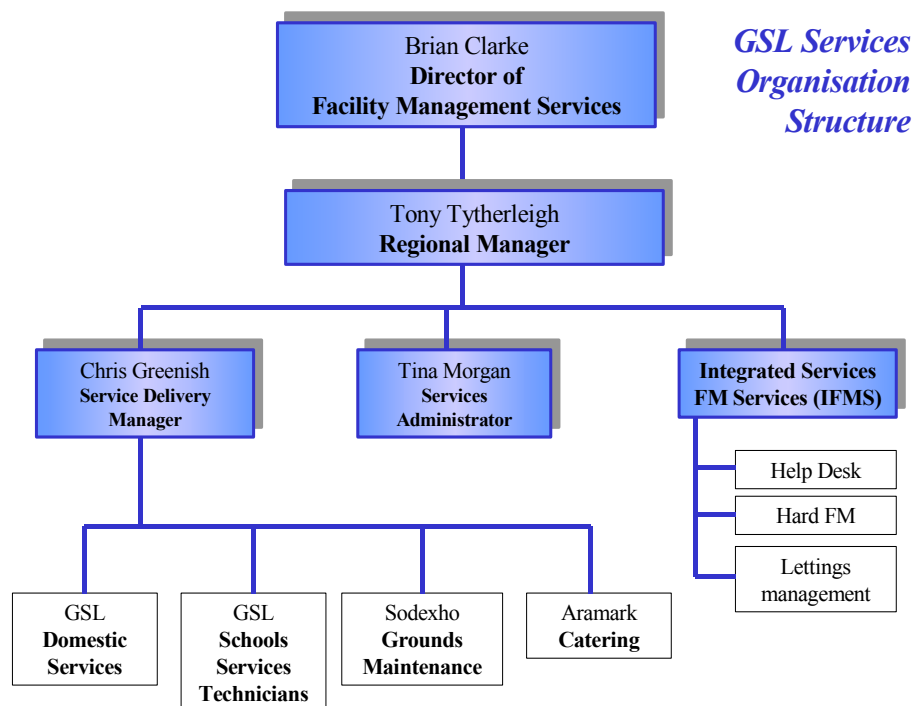 GSL Services
Organisation
Structure
Brian Clarke
Director of
Facility Management Services
Tony Tytherleigh
Regional Manager
Chris Greenish
Service Delivery
Manager
Tina Morgan
Services
Administrator
Integrated Services
FM Services (IFMS)
Help Desk
Hard FM
Lettings
management
GSL
Domestic
Services
GSL
Schools
Services
Technicians
Sodexho
Grounds
Maintenance
Aramark
Catering